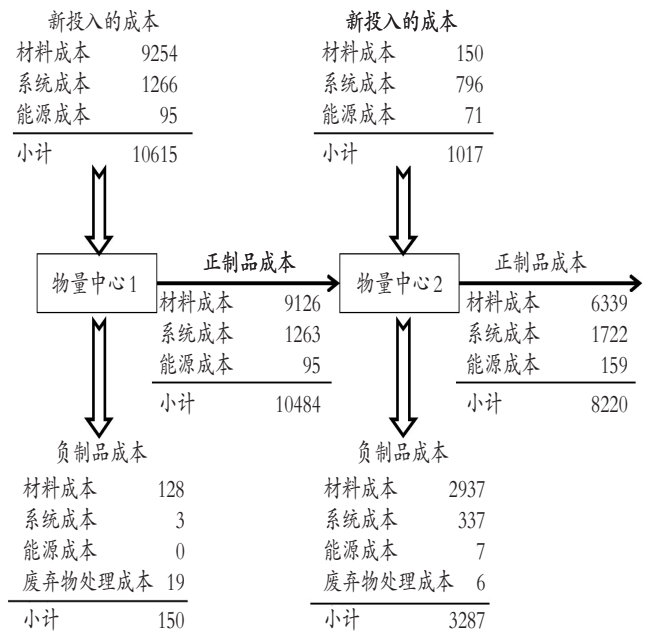 新投入的成本
材料成本 9254
系统成本 1266
能源成本 95
小计 10615
新投入的成本
材料成本 150
系统成本 796
能源成本 71
小计 1017
物量中心1
正制品成本
材料成本 9126
系统成本 1263
能源成本 95
小计 10484
物量中心2
正制品成本
材料成本 6339
系统成本 1722
能源成本 159
小计 8220
负制品成本
材料成本 128
系统成本 3
能源成本 0
废弃物处理成本 19
小计 150
负制品成本
材料成本 2937
系统成本 337
能源成本 7
废弃物处理成本 6
小计 3287